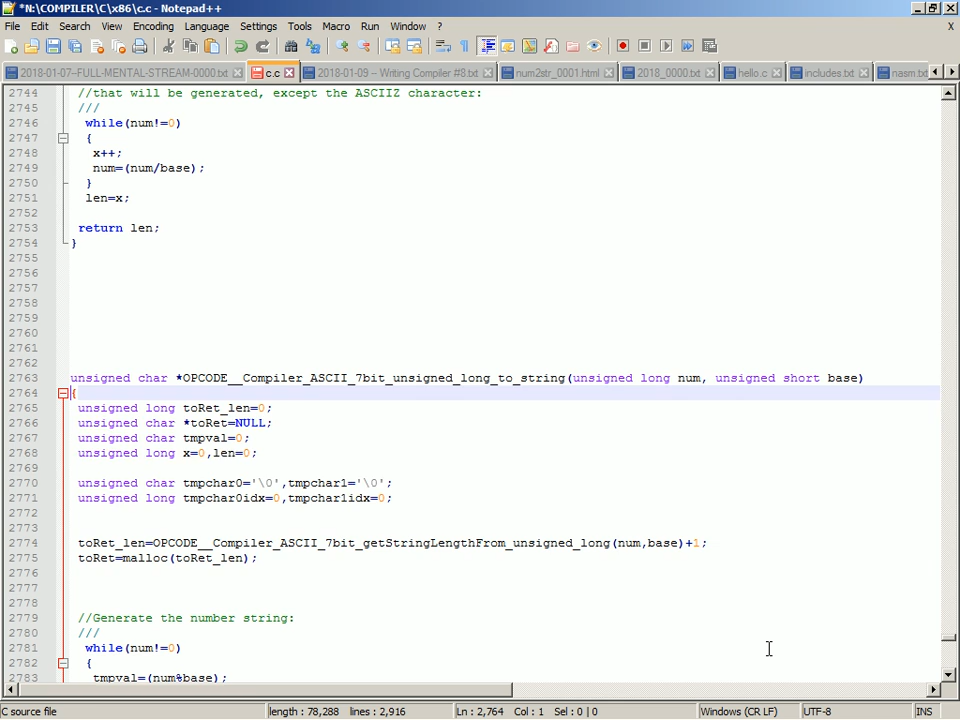 *N:\COMPILER\C\x86\c.c - Notepad++
File Edit Search View Encoding Language Settings Tools Macro Run Window ? X
2018-01-07-FULL-MENTAL-STREAM-0000.txt c.c 2018-01-09 -- Writing Compiler #8.txt num2str_0001.html 2018_0000.txt hello.c includes.txt nasm.txt
2744 //that will be generated, except the ASCIIZ character:
2745 ///
2746 while(num!=0)
2747 {
2748 x++;
2749 num=(num/base);
2750 }
2751 len=x;
2752
2753 return len;
2754 }
2755
2756
2757
2758
2759
2760
2761
2762
2763 unsigned char *OPCODE__Compiler_ASCII_7bit_unsigned_long_to_string(unsigned long num, unsigned short base)
2764 {
2765 unsigned long toRet_len=0;
2766 unsigned char *toRet=NULL;
2767 unsigned char tmpval=0;
2768 unsigned long x=0,len=0;
2769
2770 unsigned char tmpchar0='\0',tmpchar1='\0';
2771 unsigned long tmpchar0idx=0,tmpchar1idx=0;
2772
2773
2774 toRet_len=OPCODE__Compiler_ASCII_7bit_getStringLengthFrom_unsigned_long(num,base)+1;
2775 toRet=malloc(toRet_len);
2776
2777
2778
2779 //Generate the number string:
2780 ///
2781 while(num!=0)
2782 {
2783 tmpval=(num%base);
C source file length : 78,288 lines : 2,916 Ln : 2,764 Col : 1 Sel : 0 | 0 Windows (CR LF) UTF-8 INS